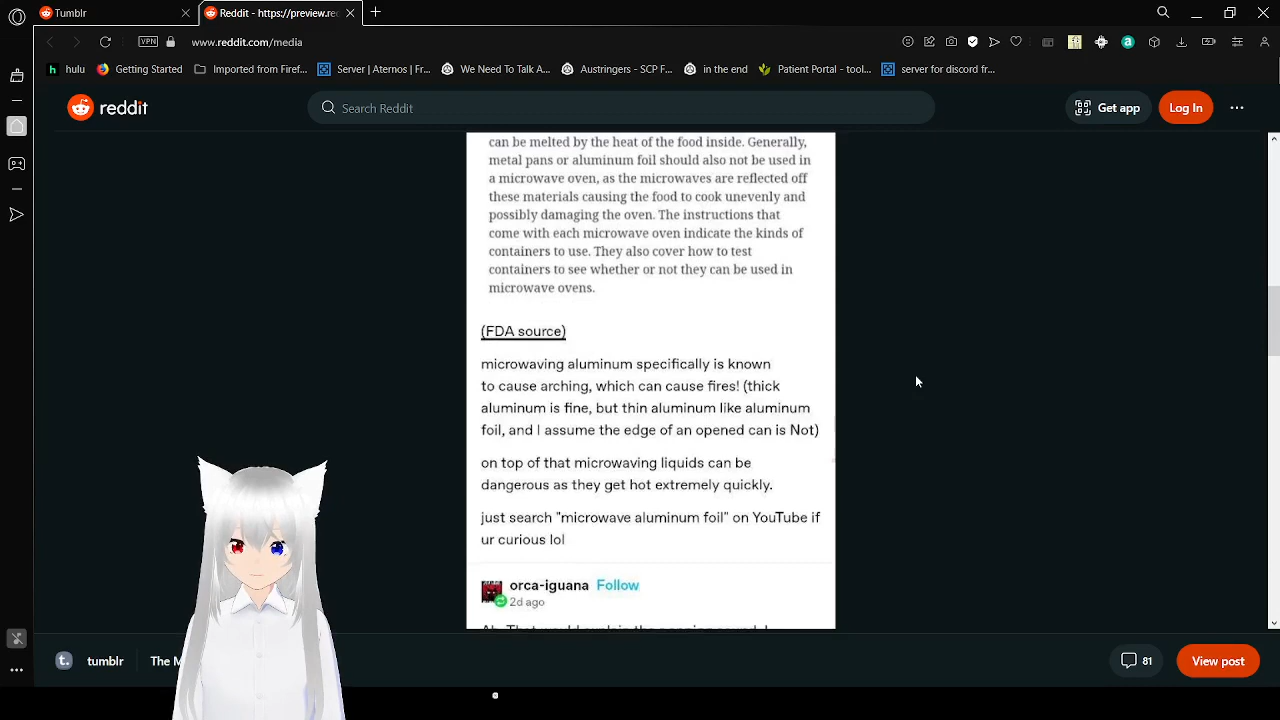 Tumblr
Reddit - https://preview.rec
VPN
www.reddit.com/media
hulu
Getting Started
Imported from Firef...
Server | Aternos | Fr...
We Need To Talk A...
Austringers - SCP F...
in the end
Patient Portal - tool...
server for discord fr...
reddit
Search Reddit
Get app
Log In
can be melted by the heat of the food inside. Generally,
metal pans or aluminum foil should also not be used in
a microwave oven, as the microwaves are reflected off
these materials causing the food to cook unevenly and
possibly damaging the oven. The instructions that
come with each microwave oven indicate the kinds of
containers to use. They also cover how to test
containers to see whether or not they can be used in
microwave ovens.
(FDA source)
microwaving aluminum specifically is known
to cause arching, which can cause fires! (thick
aluminum is fine, but thin aluminum like aluminum
foil, and I assume the edge of an opened can is Not)
on top of that microwaving liquids can be
dangerous as they get hot extremely quickly.
just search "microwave aluminum foil" on YouTube if
ur curious lol
orca-iguana Follow
2d ago
tumblr
The M
81
View post